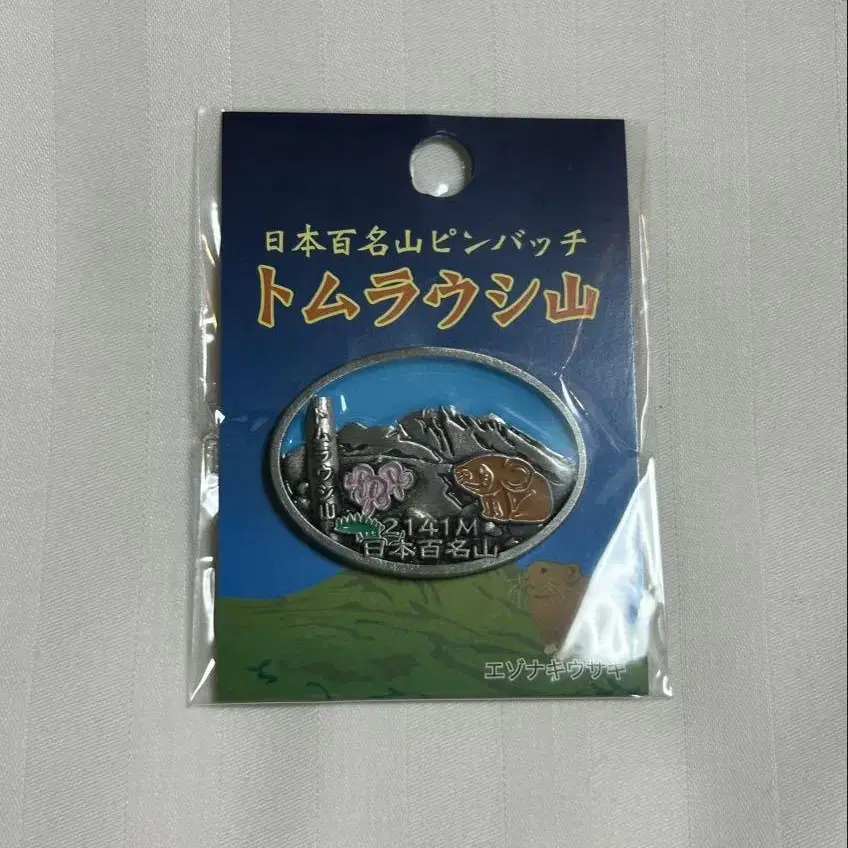 日本百名山ピンバッチ
トムラウシ山
トムラウシ山
2141M
日本百名山
エゾナキウサギ